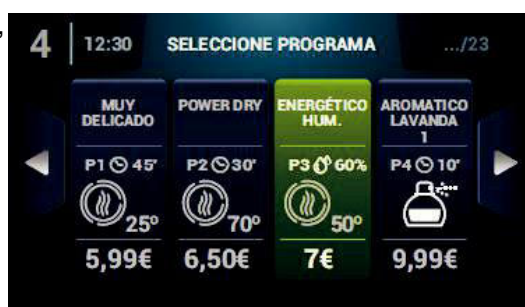 4 12:30 SELECCIONE PROGRAMA .../23
MUY DELICADO
P1 45'
25º
5,99€
POWER DRY
P2 30'
70º
6,50€
ENERGÉTICO HUM.
P3 60%
50º
7€
AROMATICO LAVANDA 1
P4 10'
9,99€